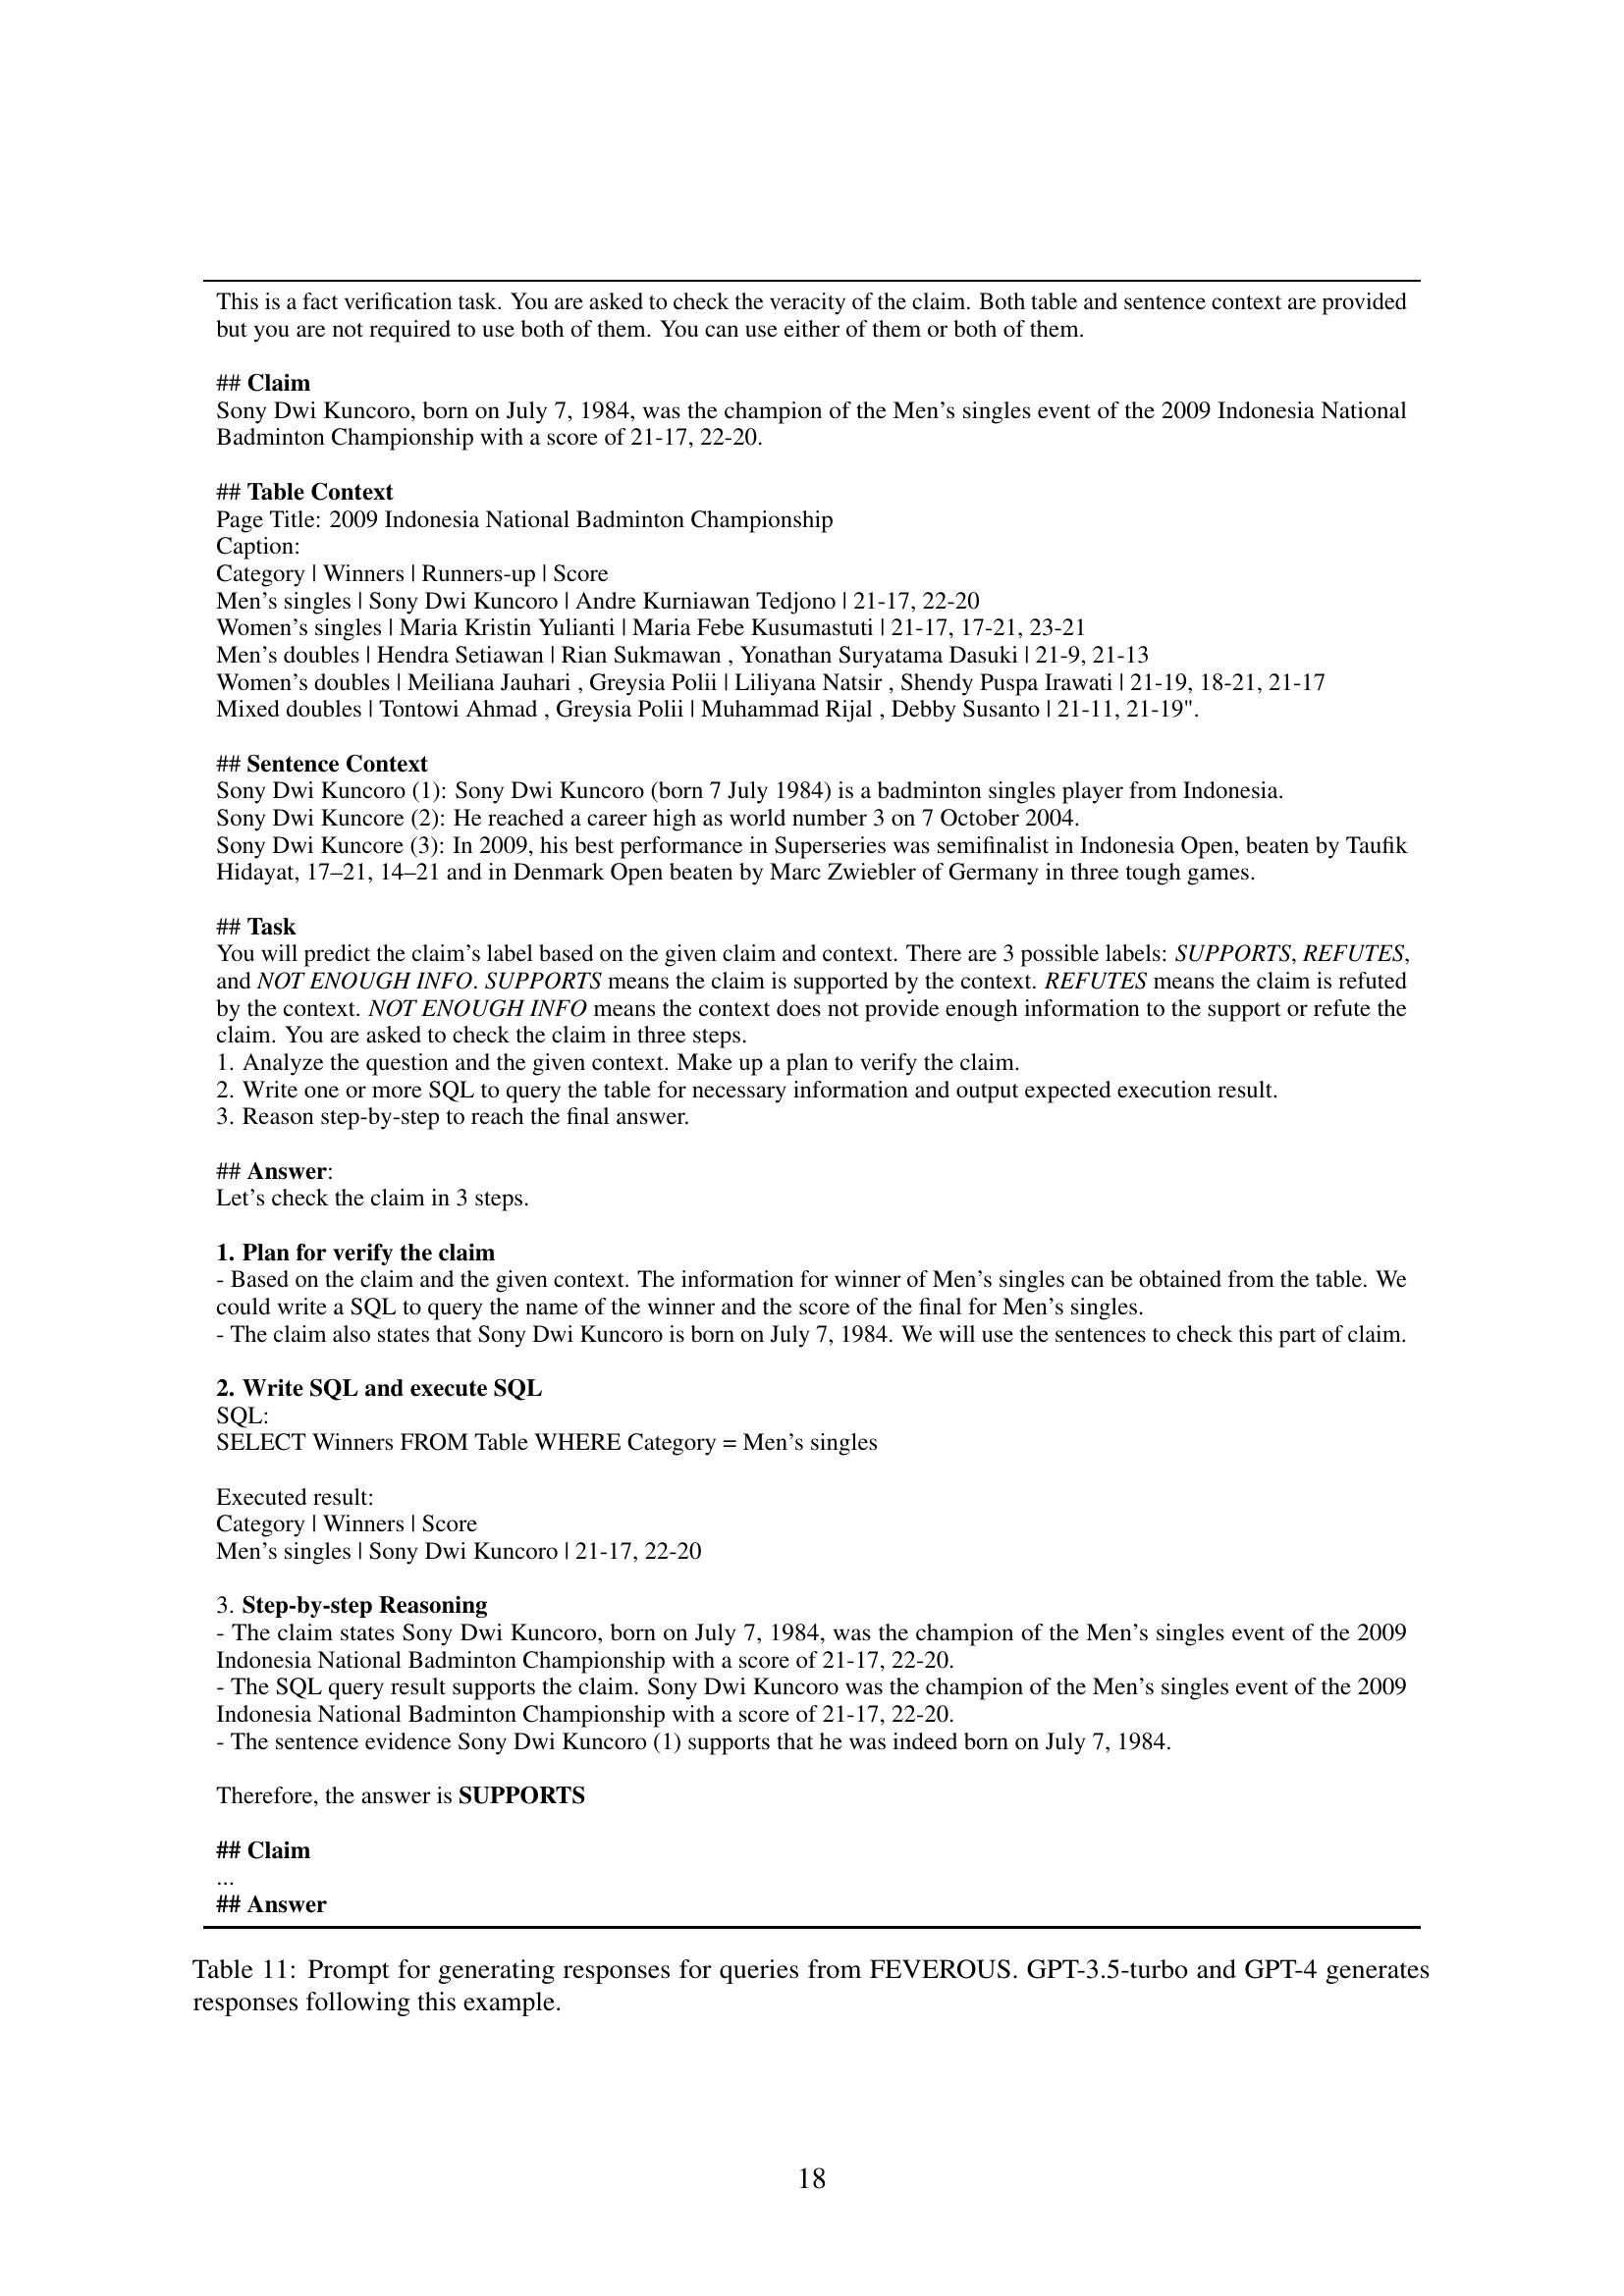 This is a fact verification task. You are asked to check the veracity of the claim. Both table and sentence context are provided
but you are not required to use both of them. You can use either of them or both of them.
## Claim
Sony Dwi Kuncoro, born on July 7, 1984, was the champion of the Men's singles event of the 2009 Indonesia National
Badminton Championship with a score of 21-17, 22-20.
## Table Context
Page Title: 2009 Indonesia National Badminton Championship
Caption:
Category | Winners | Runners-up | Score
Men's singles | Sony Dwi Kuncoro | Andre Kurniawan Tedjono | 21-17, 22-20
Women's singles | Maria Kristin Yulianti | Maria Febe Kusumastuti | 21-17, 17-21, 23-21
Men's doubles | Hendra Setiawan | Rian Sukmawan , Yonathan Suryatama Dasuki | 21-9, 21-13
Women's doubles | Meiliana Jauhari , Greysia Polii | Liliyana Natsir , Shendy Puspa Irawati | 21-19, 18-21, 21-17
Mixed doubles | Tontowi Ahmad , Greysia Polii | Muhammad Rijal , Debby Susanto | 21-11, 21-19".
## Sentence Context
Sony Dwi Kuncoro (1): Sony Dwi Kuncoro (born 7 July 1984) is a badminton singles player from Indonesia.
Sony Dwi Kuncore (2): He reached a career high as world number 3 on 7 October 2004.
Sony Dwi Kuncore (3): In 2009, his best performance in Superseries was semifinalist in Indonesia Open, beaten by Taufik
Hidayat, 17–21, 14–21 and in Denmark Open beaten by Marc Zwiebler of Germany in three tough games.
## Task
You will predict the claim's label based on the given claim and context. There are 3 possible labels: SUPPORTS, REFUTES,
and NOT ENOUGH INFO. SUPPORTS means the claim is supported by the context. REFUTES means the claim is refuted
by the context. NOT ENOUGH INFO means the context does not provide enough information to the support or refute the
claim. You are asked to check the claim in three steps.
1. Analyze the question and the given context. Make up a plan to verify the claim.
2. Write one or more SQL to query the table for necessary information and output expected execution result.
3. Reason step-by-step to reach the final answer.
## Answer:
Let's check the claim in 3 steps.
1. Plan for verify the claim
- Based on the claim and the given context. The information for winner of Men's singles can be obtained from the table. We
could write a SQL to query the name of the winner and the score of the final for Men's singles.
- The claim also states that Sony Dwi Kuncoro is born on July 7, 1984. We will use the sentences to check this part of claim.
2. Write SQL and execute SQL
SQL:
SELECT Winners FROM Table WHERE Category = Men's singles
Executed result:
Category | Winners | Score
Men's singles | Sony Dwi Kuncoro | 21-17, 22-20
3. Step-by-step Reasoning
- The claim states Sony Dwi Kuncoro, born on July 7, 1984, was the champion of the Men's singles event of the 2009
Indonesia National Badminton Championship with a score of 21-17, 22-20.
- The SQL query result supports the claim. Sony Dwi Kuncoro was the champion of the Men's singles event of the 2009
Indonesia National Badminton Championship with a score of 21-17, 22-20.
- The sentence evidence Sony Dwi Kuncoro (1) supports that he was indeed born on July 7, 1984.
Therefore, the answer is SUPPORTS
## Claim
...
## Answer
Table 11: Prompt for generating responses for queries from FEVEROUS. GPT-3.5-turbo and GPT-4 generates
responses following this example.
18